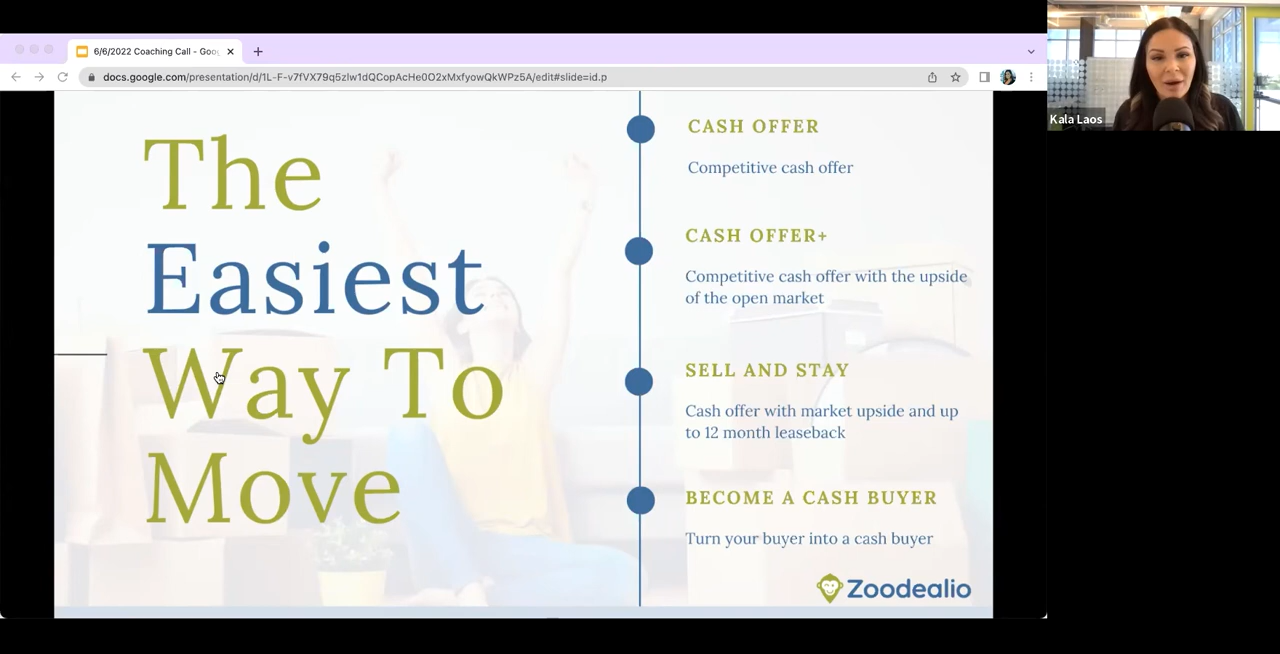 6/6/2022 Coaching Call - Goo
docs.google.com/presentation/d/1L-F-v7fVX79q5zIw1dQCopAcHe0O2xMxfyowQkWPz5A/edit#slide=id.p
Kala Laos
The
Easiest
Way To
Move
CASH OFFER
Competitive cash offer
CASH OFFER+
Competitive cash offer with the upside
of the open market
SELL AND STAY
Cash offer with market upside and up
to 12 month leaseback
BECOME A CASH BUYER
Turn your buyer into a cash buyer
Zoodealio